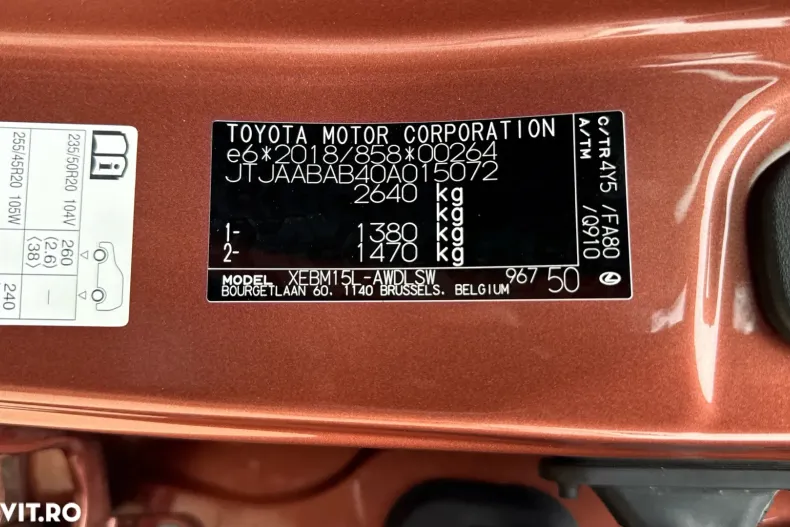 TOYOTA MOTOR CORPORATION
e6*2018/858*00264
JTJAABAB40A015072
2640 kg
kg
1- 1380 kg
2- 1470 kg
MODEL XEBM15L-AWDLSW 967 50
BOURGETLAAN 60. 1140 BRUSSELS. BELGIUM
C/TR 4Y5 /FA80
A/TM /Q910
i
235/50R20 104V
260
(2.6)
⟨38⟩
255/45R20 105W
240
VIT.RO